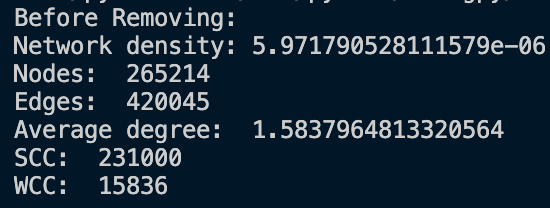 Before Removing:
Network density: 5.971790528111579e-06
Nodes:  265214
Edges:  420045
Average degree:  1.5837964813320564
SCC:  231000
WCC:  15836